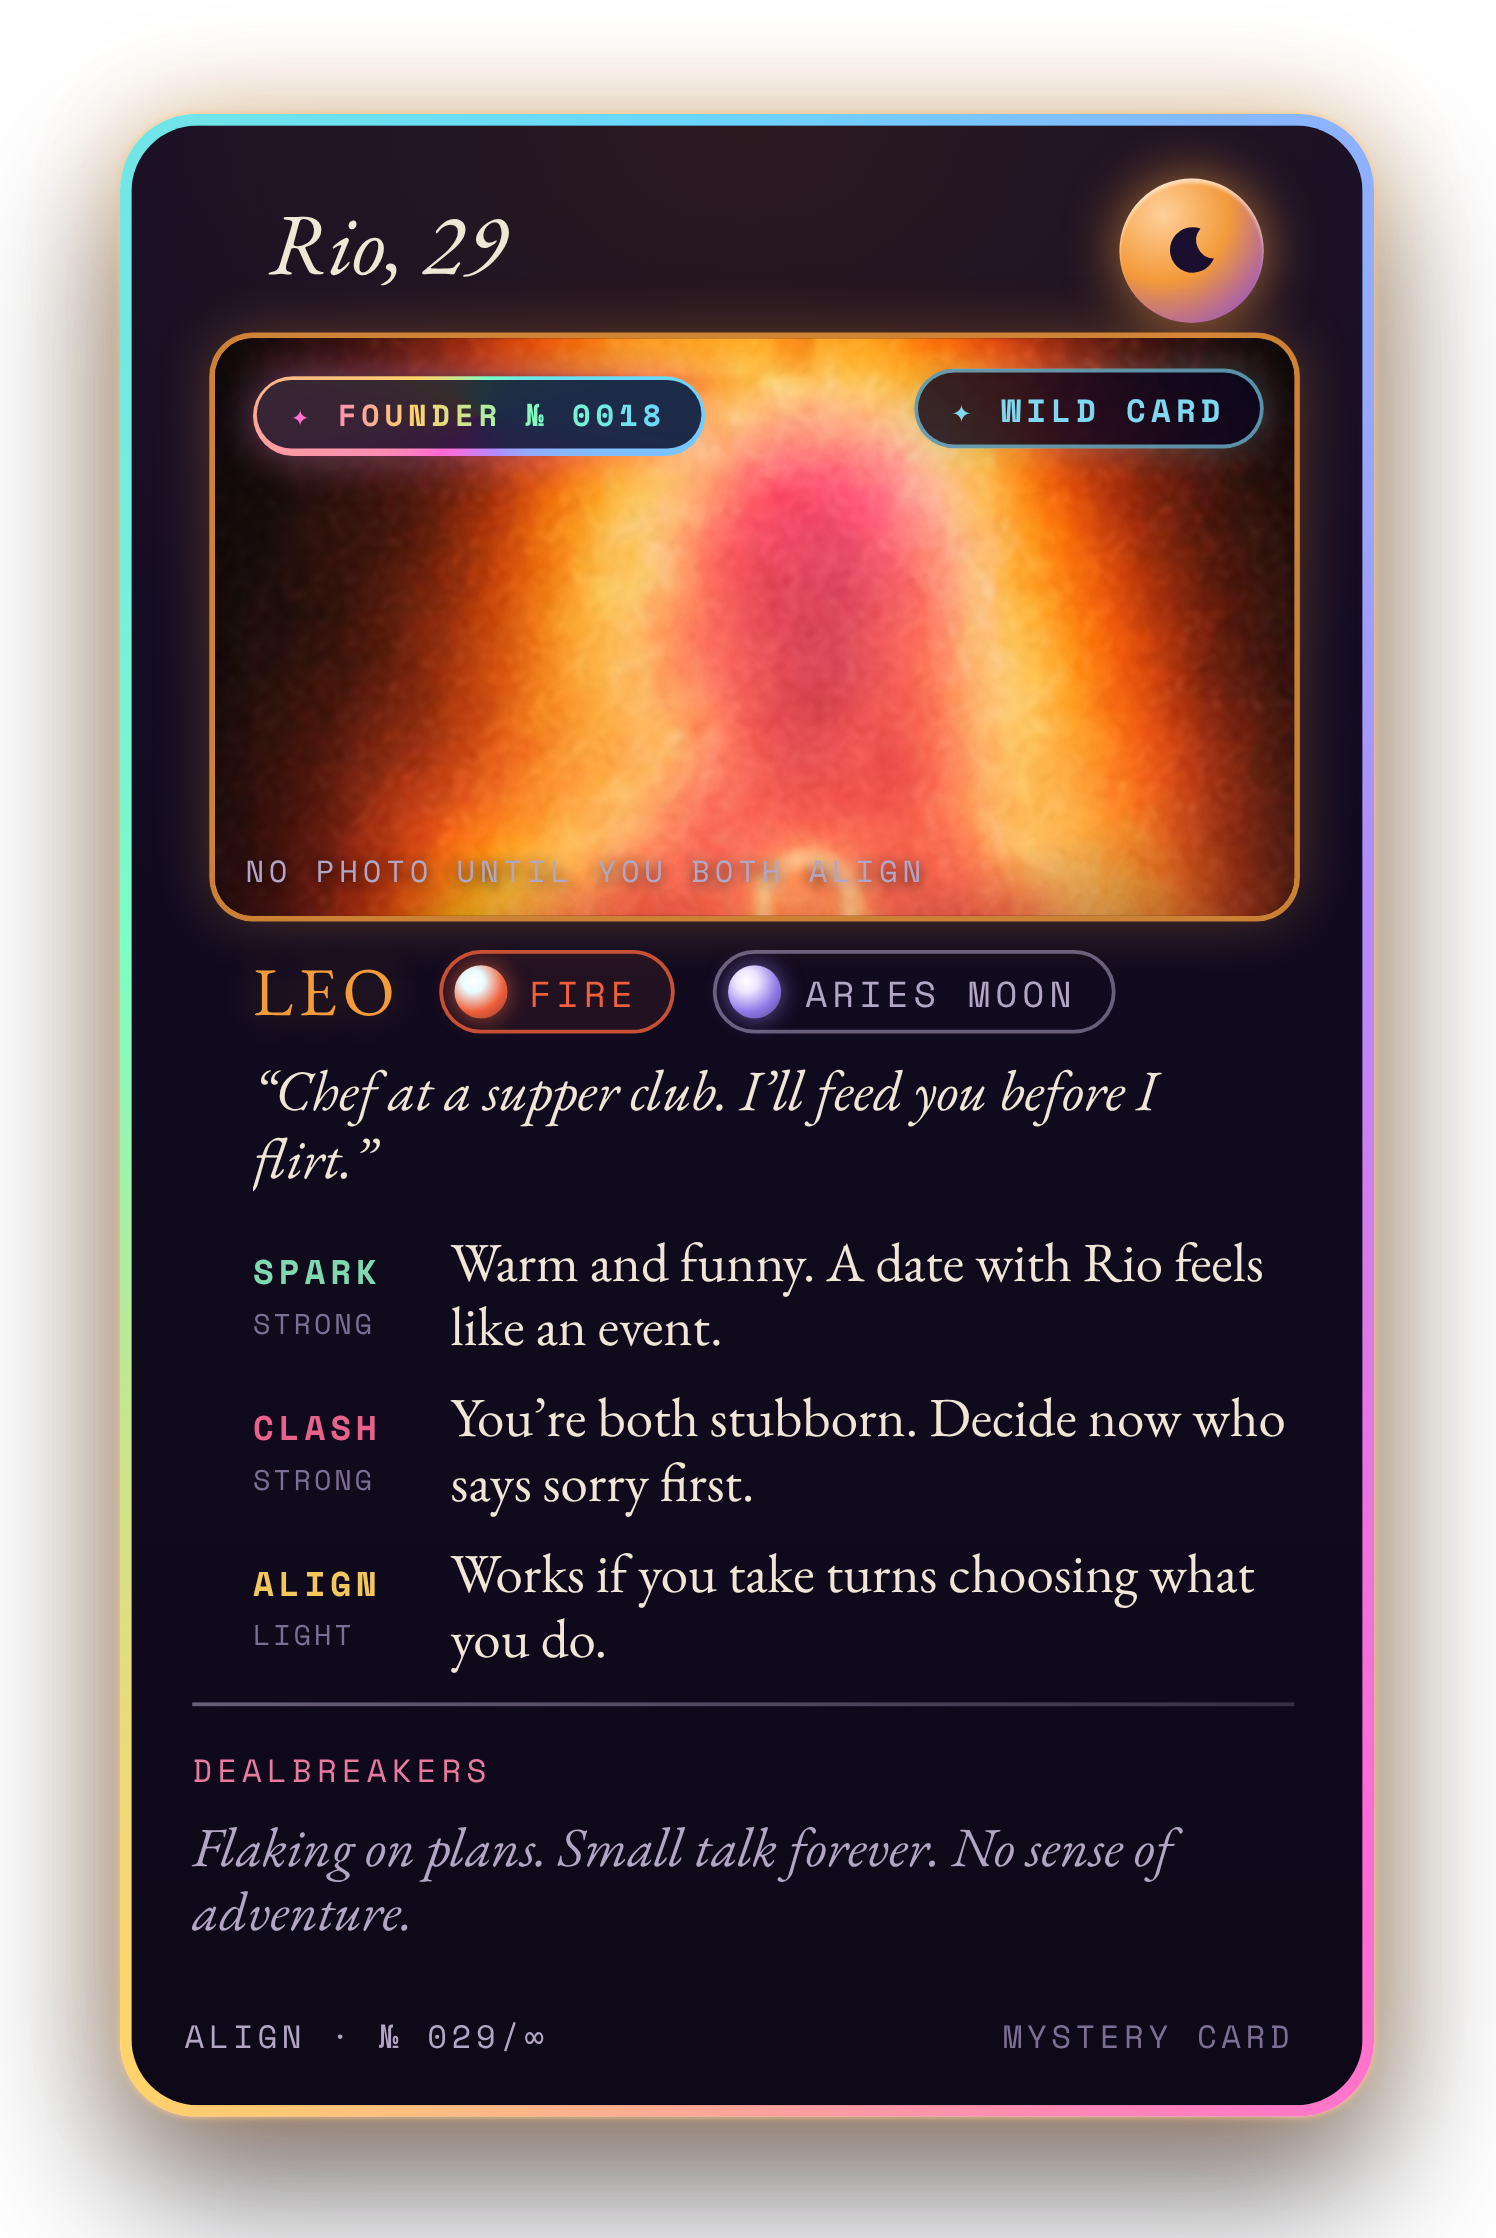 Rio, 29
✦ FOUNDER № 0018
✦ WILD CARD
NO PHOTO UNTIL YOU BOTH ALIGN
LEO
FIRE
ARIES MOON
“Chef at a supper club. I’ll feed you before I
flirt.”
SPARK
STRONG
Warm and funny. A date with Rio feels
like an event.
CLASH
STRONG
You’re both stubborn. Decide now who
says sorry first.
ALIGN
LIGHT
Works if you take turns choosing what
you do.
DEALBREAKERS
Flaking on plans. Small talk forever. No sense of
adventure.
ALIGN · № 029/∞
MYSTERY CARD